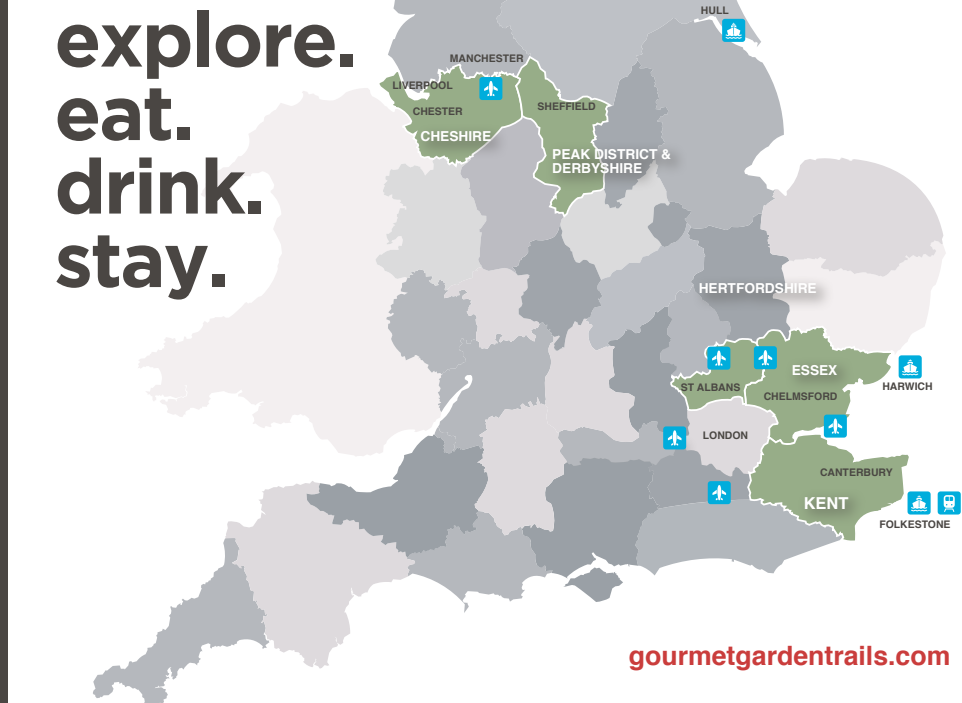 explore.
eat.
drink.
stay.
HULL
MANCHESTER
LIVERPOOL
CHESTER
CHESHIRE
SHEFFIELD
PEAK DISTRICT &
DERBYSHIRE
HERTFORDSHIRE
ESSEX
ST ALBANS
CHELMSFORD
HARWICH
LONDON
CANTERBURY
KENT
FOLKESTONE
gourmetgardentrails.com